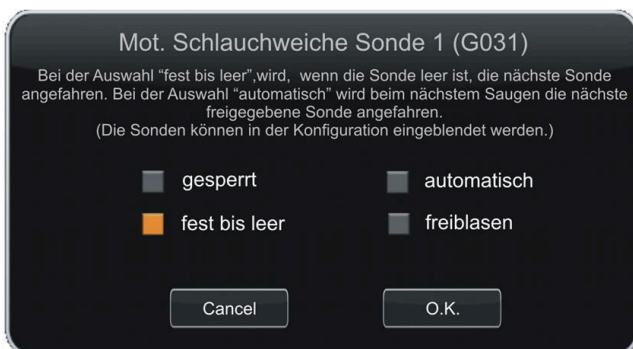 Mot. Schlauchweiche Sonde 1 (G031)
Bei der Auswahl “fest bis leer”,wird, wenn die Sonde leer ist, die nächste Sonde
angefahren. Bei der Auswahl “automatisch” wird beim nächstem Saugen die nächste
freigegebene Sonde angefahren.
(Die Sonden können in der Konfiguration eingeblendet werden.)
gesperrt automatisch
fest bis leer freiblasen
Cancel O.K.